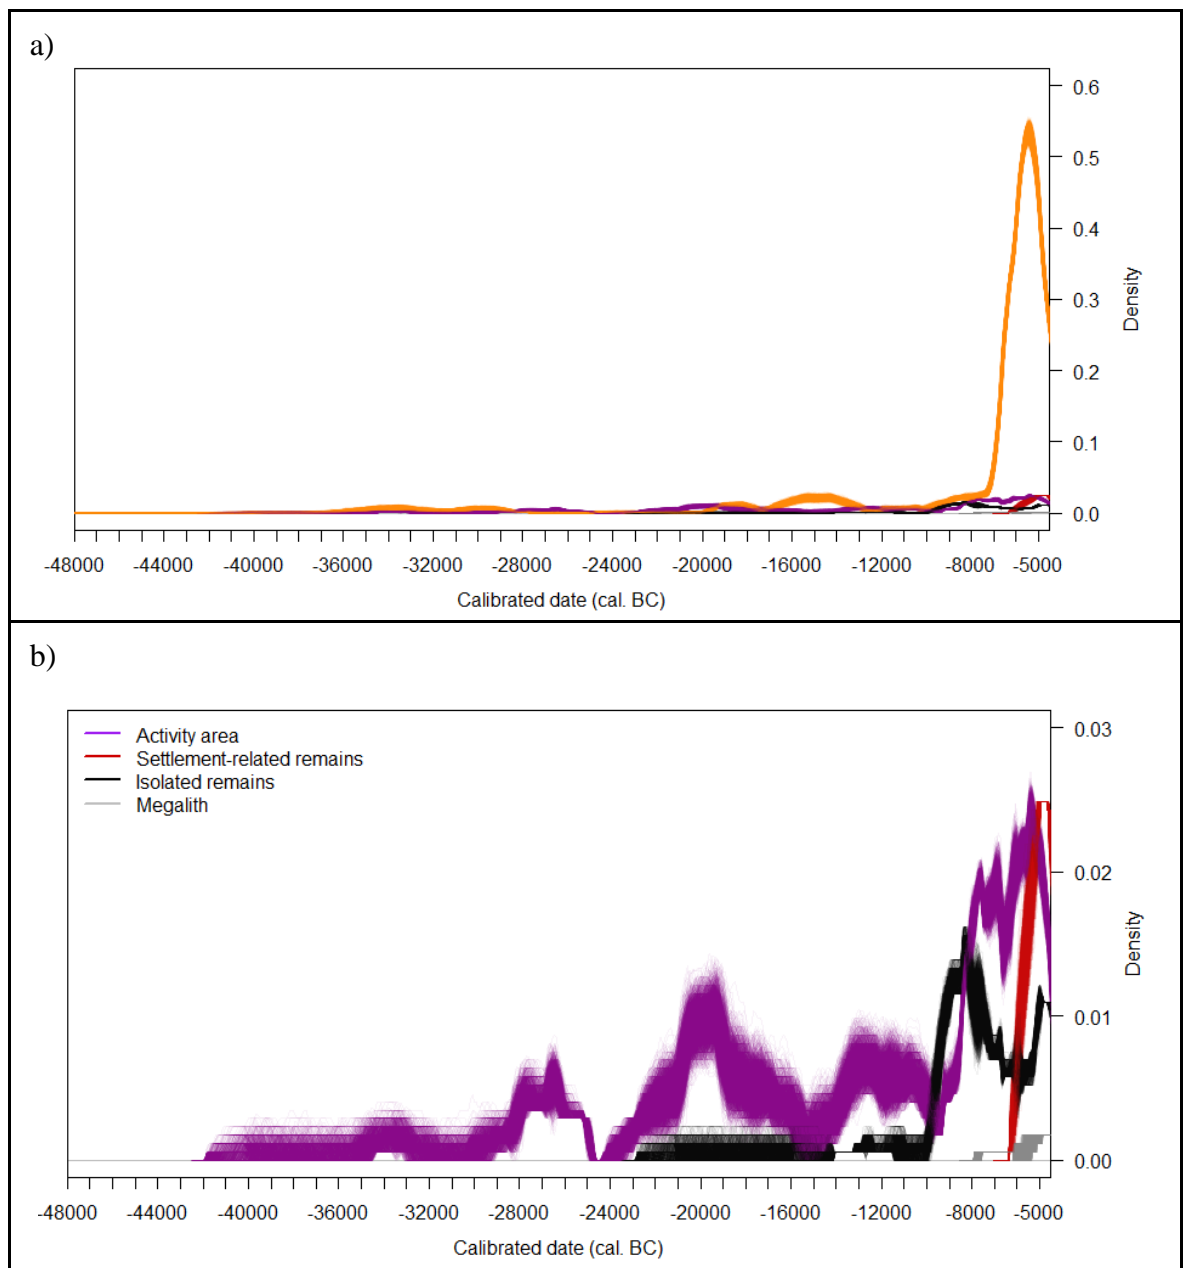 a)
0.6
0.5
0.4
0.3
0.2
0.1
0.0
Density
-48000 -44000 -40000 -36000 -32000 -28000 -24000 -20000 -16000 -12000 -8000 -5000
Calibrated date (cal. BC)
b)
Activity area
Settlement-related remains
Isolated remains
Megalith
0.03
0.02
0.01
0.00
Density
-48000 -44000 -40000 -36000 -32000 -28000 -24000 -20000 -16000 -12000 -8000 -5000
Calibrated date (cal. BC)